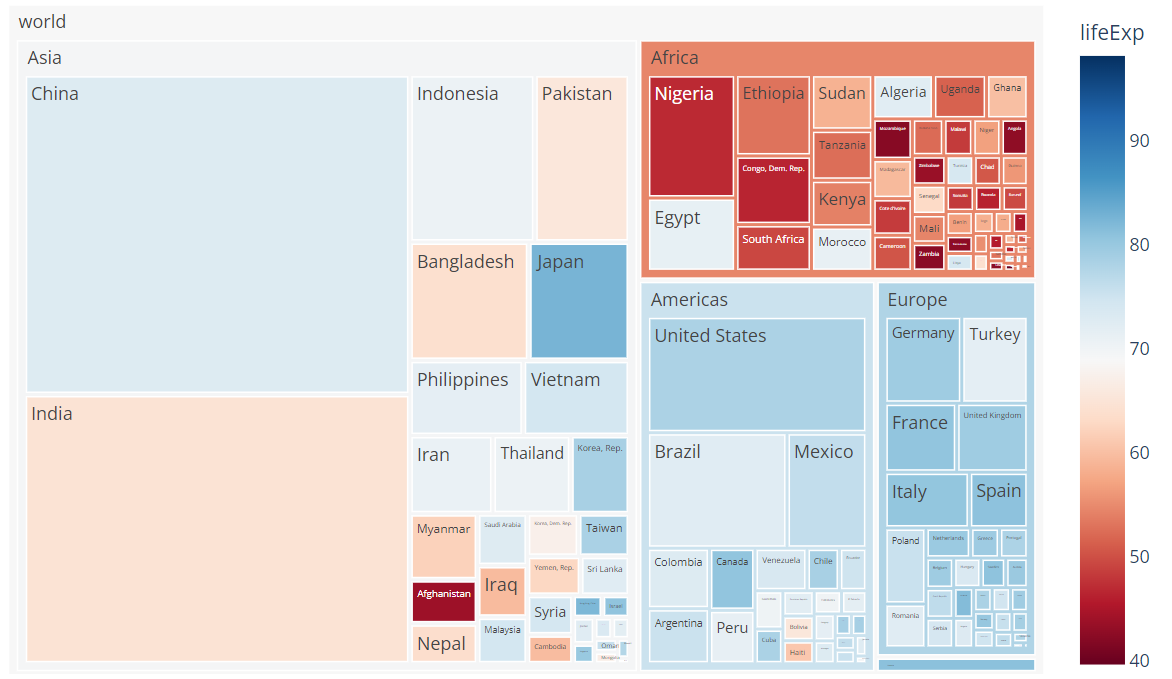 world
lifeExp
Asia
China
India
Indonesia
Pakistan
Bangladesh
Japan
Philippines
Vietnam
Iran
Thailand
Korea, Rep.
Myanmar
Saudi Arabia
Korea, Dem. Rep.
Taiwan
Afghanistan
Iraq
Yemen, Rep.
Sri Lanka
Nepal
Malaysia
Syria
Cambodia
Israel
Oman
Mongolia
Africa
Nigeria
Egypt
Ethiopia
Congo, Dem. Rep.
South Africa
Sudan
Tanzania
Kenya
Morocco
Algeria
Uganda
Ghana
Mozambique
Madagascar
Cote d'Ivoire
Cameroon
Malawi
Niger
Angola
Zimbabwe
Tunisia
Chad
Senegal
Somalia
Rwanda
Burundi
Mali
Benin
Zambia
Americas
United States
Brazil
Mexico
Colombia
Argentina
Canada
Peru
Venezuela
Chile
Ecuador
Cuba
Bolivia
Haiti
Europe
Germany
Turkey
France
United Kingdom
Italy
Spain
Poland
Romania
Netherlands
Greece
Portugal
Belgium
Hungary
Serbia
90
80
70
60
50
40